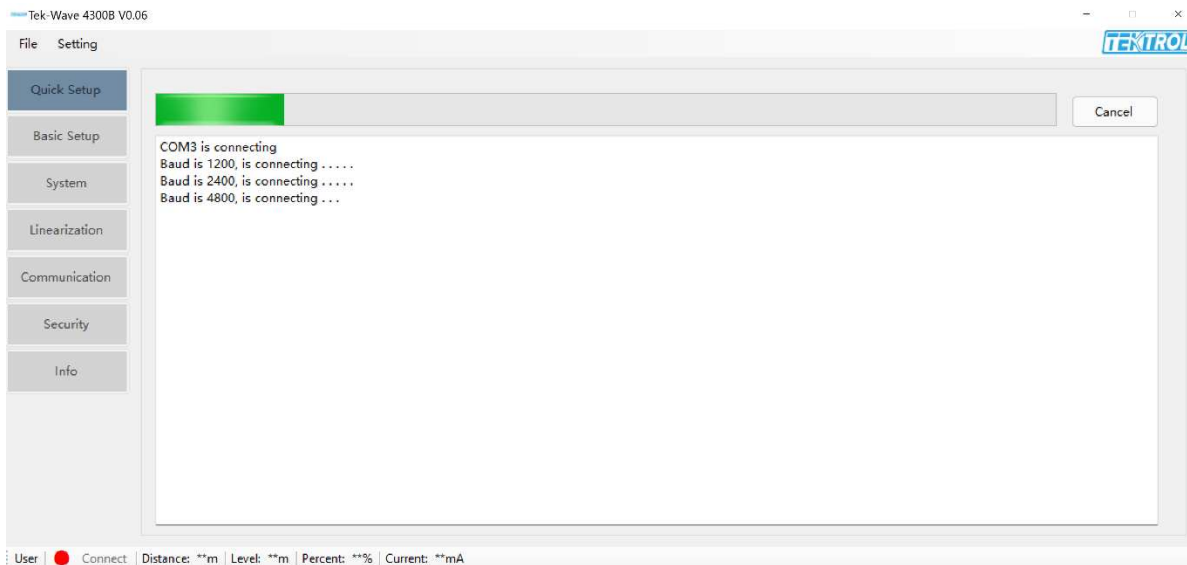 Tek-Wave 4300B V0.06
File Setting
TEKTROL
Quick Setup
Cancel
Basic Setup
COM3 is connecting
Baud is 1200, is connecting . . . . .
Baud is 2400, is connecting . . . . .
Baud is 4800, is connecting . . .
System
Linearization
Communication
Security
Info
User Connect Distance: **m Level: **m Percent: **% Current: **mA